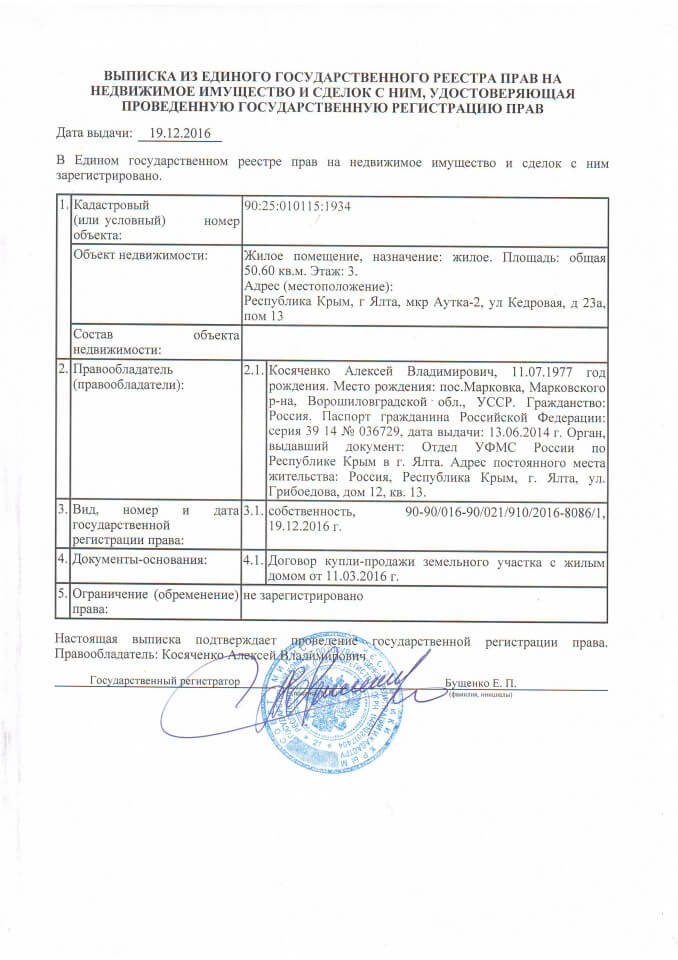 ВЫПИСКА ИЗ ЕДИНОГО ГОСУДАРСТВЕННОГО РЕЕСТРА ПРАВ НА
НЕДВИЖИМОЕ ИМУЩЕСТВО И СДЕЛОК С НИМ, УДОСТОВЕРЯЮЩАЯ
ПРОВЕДЕННУЮ ГОСУДАРСТВЕННУЮ РЕГИСТРАЦИЮ ПРАВ
Дата выдачи: 19.12.2016
В Едином государственном реестре прав на недвижимое имущество и сделок с ним
зарегистрировано.
1. Кадастровый
(или условный) номер
объекта:
90:25:010115:1934
Объект недвижимости:
Жилое помещение, назначение: жилое. Площадь: общая
50.60 кв.м. Этаж: 3.
Адрес (местоположение):
Республика Крым, г Ялта, мкр Аутка-2, ул Кедровая, д 23а,
пом 13
Состав объекта
недвижимости:
2. Правообладатель
(правообладатели):
2.1. Косяченко Алексей Владимирович, 11.07.1977 год
рождения. Место рождения: пос.Марковка, Марковского
р-на, Ворошиловградской обл., УССР. Гражданство:
Россия. Паспорт гражданина Российской Федерации:
серия 39 14 № 036729, дата выдачи: 13.06.2014 г. Орган,
выдавший документ: Отдел УФМС России по
Республике Крым в г. Ялта. Адрес постоянного места
жительства: Россия, Республика Крым, г. Ялта, ул.
Грибоедова, дом 12, кв. 13.
3. Вид, номер и дата
государственной
регистрации права:
3.1. собственность, 90-90/016-90/021/910/2016-8086/1,
19.12.2016 г.
4. Документы-основания:
4.1. Договор купли-продажи земельного участка с жилым
домом от 11.03.2016 г.
5. Ограничение (обременение)
права:
не зарегистрировано
Настоящая выписка подтверждает проведение государственной регистрации права.
Правообладатель: Косяченко Алексей Владимирович
Государственный регистратор
Бущенко Е. П.
(фамилия, инициалы)